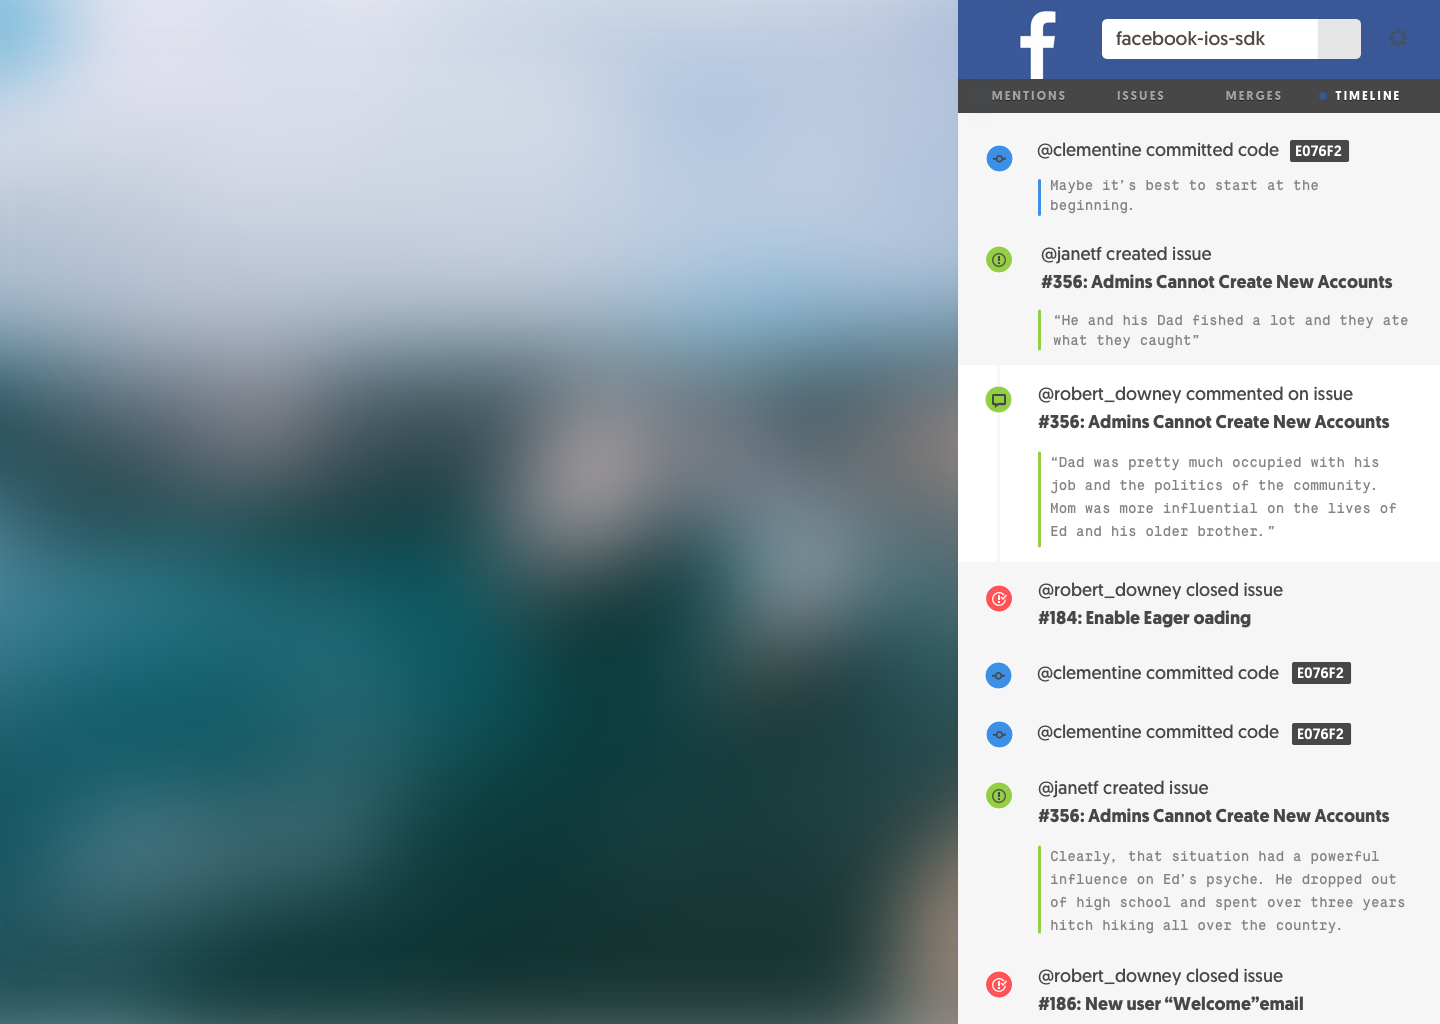 f
facebook-ios-sdk
MENTIONS ISSUES MERGES TIMELINE
@clementine committed code E076F2
Maybe it's best to start at the
beginning.
@janetf created issue
#356: Admins Cannot Create New Accounts
“He and his Dad fished a lot and they ate
what they caught”
@robert_downey commented on issue
#356: Admins Cannot Create New Accounts
“Dad was pretty much occupied with his
job and the politics of the community.
Mom was more influential on the lives of
Ed and his older brother.”
@robert_downey closed issue
#184: Enable Eager oading
@clementine committed code E076F2
@clementine committed code E076F2
@janetf created issue
#356: Admins Cannot Create New Accounts
Clearly, that situation had a powerful
influence on Ed's psyche. He dropped out
of high school and spent over three years
hitch hiking all over the country.
@robert_downey closed issue
#186: New user “Welcome”email